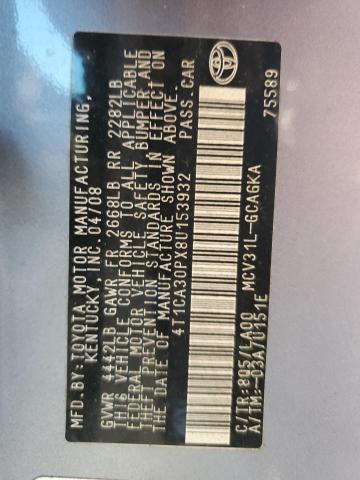 MFD. BY: TOYOTA MOTOR MANUFACTURING,
KENTUCKY, INC. 04/08
GVWR 4442LB GAWR FR 2668LB RR 2282LB
THIS VEHICLE CONFORMS TO ALL APPLICABLE
FEDERAL MOTOR VEHICLE SAFETY BUMPER, AND
THEFT PREVENTION STANDARDS IN EFFECT ON
THE DATE OF MANUFACTURE SHOWN ABOVE.
4T1CA30PX8U153932 PASS. CAR
C/TR: 8Q5/LA00 MCV31L-GCAGKA
A/TM:-03A/U151E 75589
TOYOTA